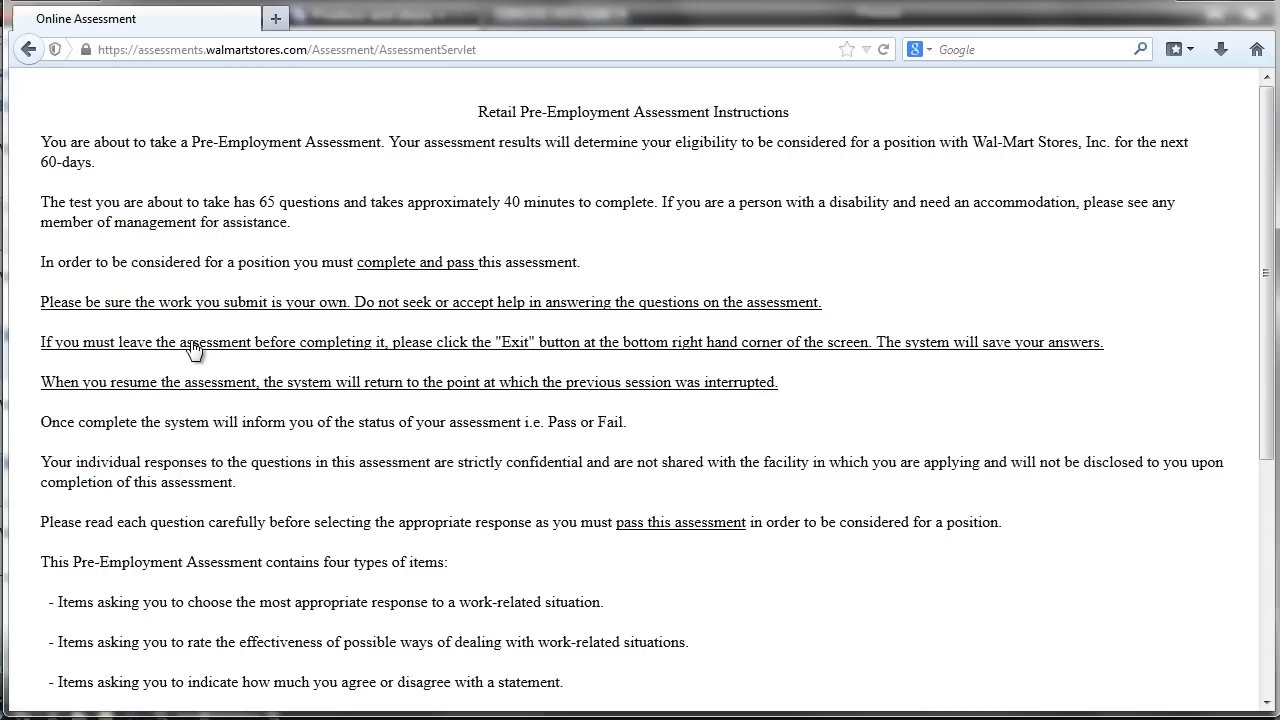 Online Assessment
https://assessments.walmartstores.com/Assessment/AssessmentServlet
Google
Retail Pre-Employment Assessment Instructions
You are about to take a Pre-Employment Assessment. Your assessment results will determine your eligibility to be considered for a position with Wal-Mart Stores, Inc. for the next
60-days.
The test you are about to take has 65 questions and takes approximately 40 minutes to complete. If you are a person with a disability and need an accommodation, please see any
member of management for assistance.
In order to be considered for a position you must complete and pass this assessment.
Please be sure the work you submit is your own. Do not seek or accept help in answering the questions on the assessment.
If you must leave the assessment before completing it, please click the "Exit" button at the bottom right hand corner of the screen. The system will save your answers.
When you resume the assessment, the system will return to the point at which the previous session was interrupted.
Once complete the system will inform you of the status of your assessment i.e. Pass or Fail.
Your individual responses to the questions in this assessment are strictly confidential and are not shared with the facility in which you are applying and will not be disclosed to you upon
completion of this assessment.
Please read each question carefully before selecting the appropriate response as you must pass this assessment in order to be considered for a position.
This Pre-Employment Assessment contains four types of items:
- Items asking you to choose the most appropriate response to a work-related situation.
- Items asking you to rate the effectiveness of possible ways of dealing with work-related situations.
- Items asking you to indicate how much you agree or disagree with a statement.